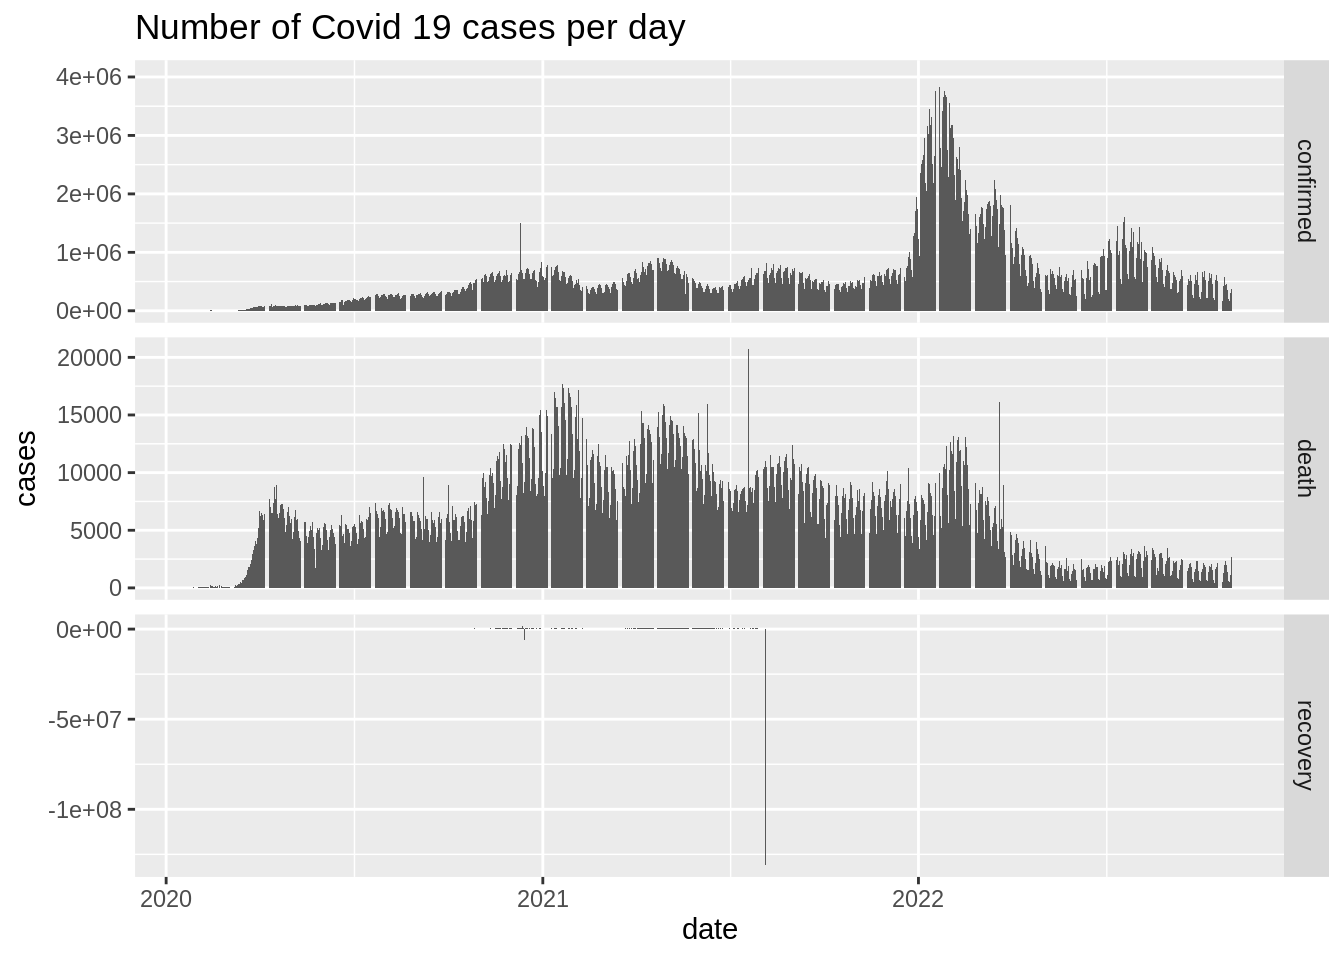 Number of Covid 19 cases per day
4e+06
3e+06
2e+06
1e+06
0e+00
confirmed
20000
15000
10000
5000
0
death
cases
0e+00
-5e+07
-1e+08
recovery
2020 2021 2022
date